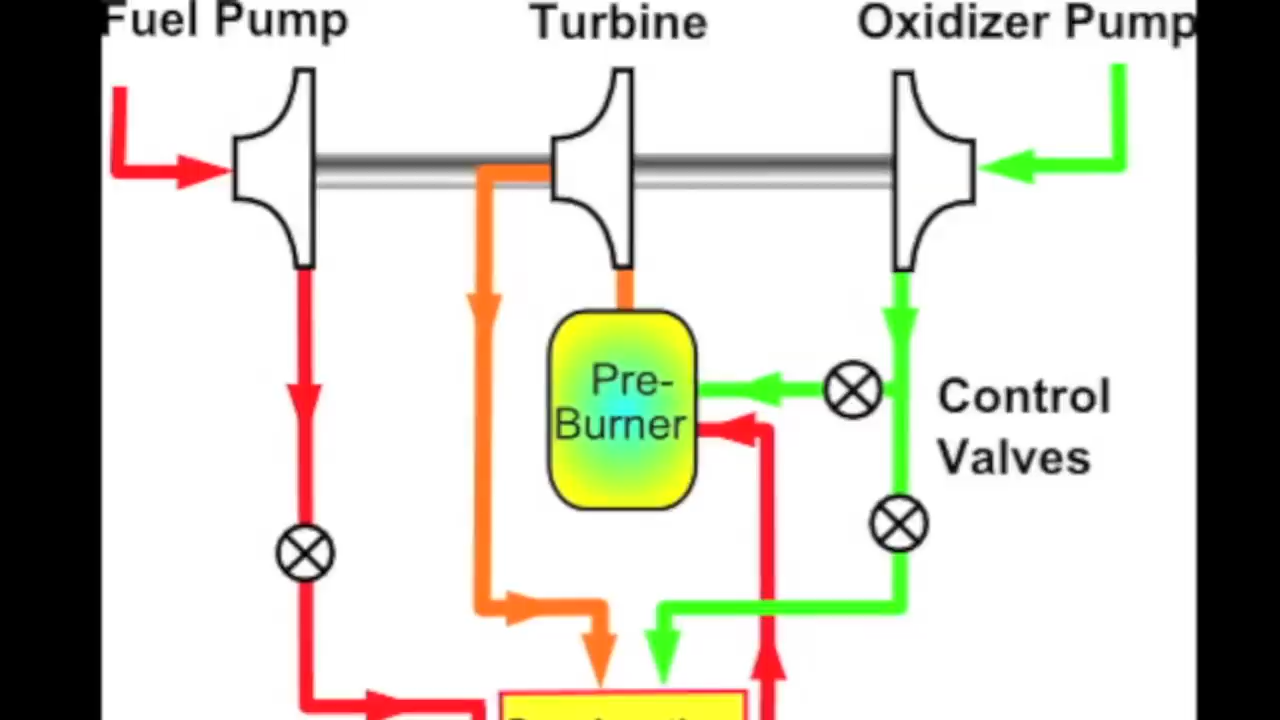 Fuel Pump
Turbine
Oxidizer Pump
Pre-
Burner
Control
Valves